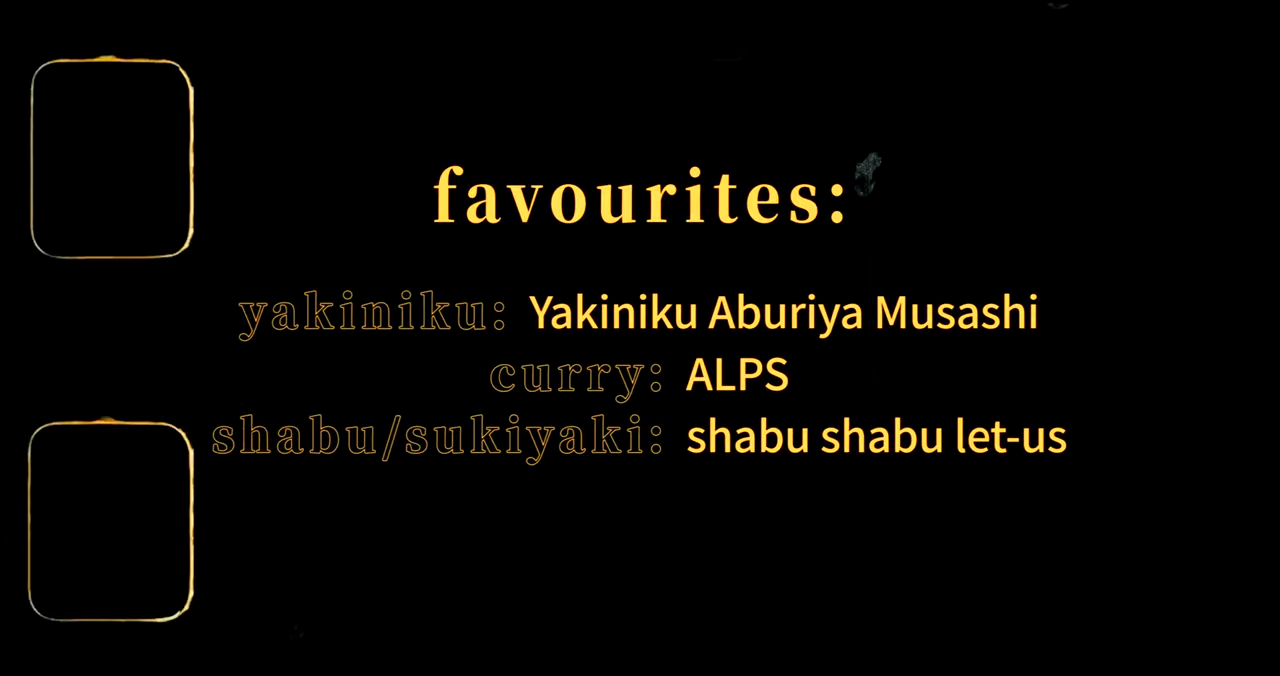 favourites:
yakiniku: Yakiniku Aburiya Musashi
curry: ALPS
shabu/sukiyaki: shabu shabu let-us